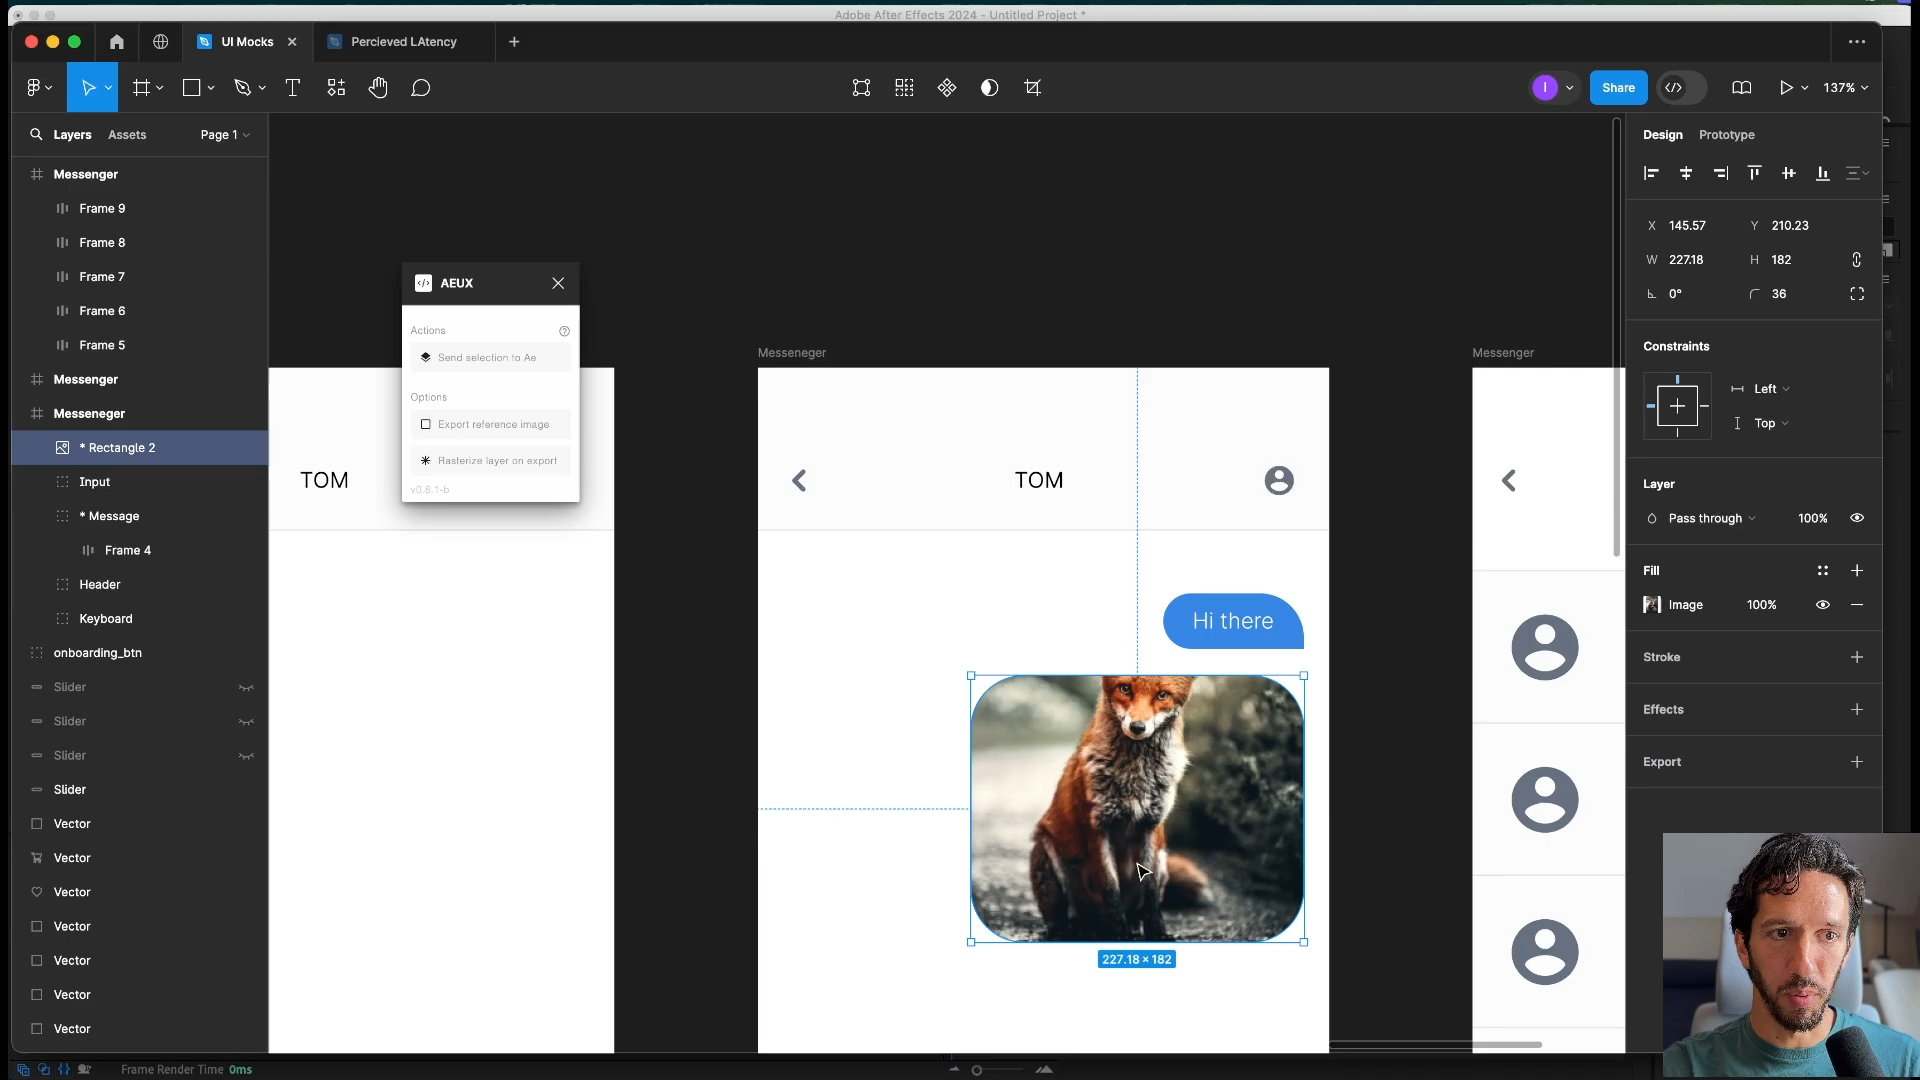 Adobe After Effects 2024 - Untitled Project *
UI Mocks
Percieved LAtency
I
Share
137%
Layers
Assets
Page 1
Messenger
Frame 9
Frame 8
Frame 7
Frame 6
Frame 5
Messenger
Messeneger
* Rectangle 2
Input
* Message
Frame 4
Header
Keyboard
onboarding_btn
Slider
Slider
Slider
Slider
Vector
Vector
Vector
Vector
Vector
Vector
Vector
AEUX
Actions
Send selection to Ae
Options
Export reference image
Rasterize layer on export
v0.8.1-b
TOM
Messeneger
TOM
Hi there
227.18 × 182
Messenger
Design
Prototype
X 145.57
Y 210.23
W 227.18
H 182
0°
36
Constraints
Left
Top
Layer
Pass through
100%
Fill
Image
100%
Stroke
Effects
Export
Frame Render Time 0ms